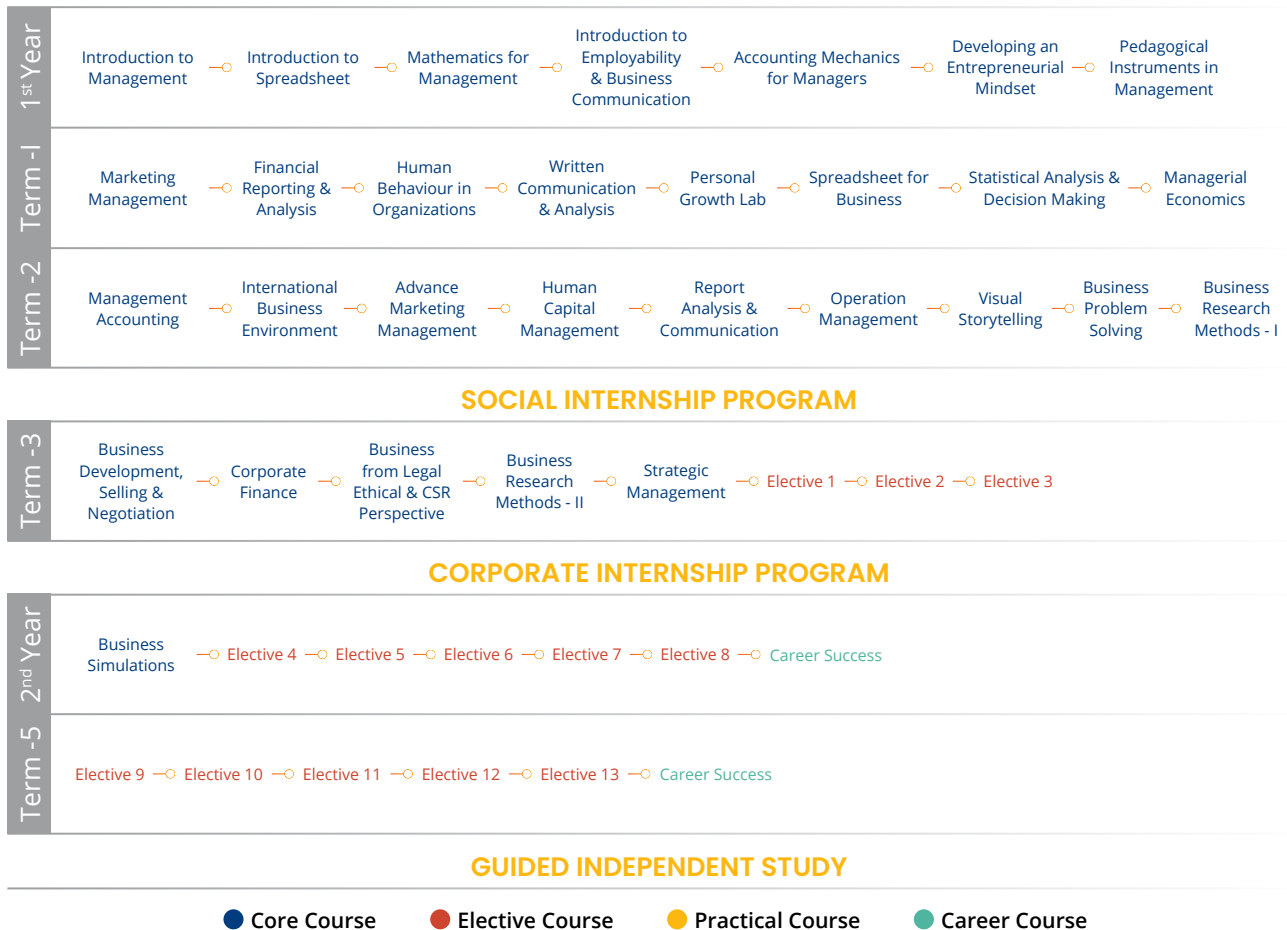 1st Year
Introduction to
Management
Introduction to
Spreadsheet
Mathematics for
Management
Introduction to
Employability
& Business
Communication
Accounting Mechanics
for Managers
Developing an
Entrepreneurial
Mindset
Pedagogical
Instruments in
Management
Term -I
Marketing
Management
Financial
Reporting &
Analysis
Human
Behaviour in
Organizations
Written
Communication
& Analysis
Personal
Growth Lab
Spreadsheet for
Business
Statistical Analysis &
Decision Making
Managerial
Economics
Term -2
Management
Accounting
International
Business
Environment
Advance
Marketing
Management
Human
Capital
Management
Report
Analysis &
Communication
Operation
Management
Visual
Storytelling
Business
Problem
Solving
Business
Research
Methods - I
SOCIAL INTERNSHIP PROGRAM
Term -3
Business
Development,
Selling &
Negotiation
Corporate
Finance
Business
from Legal
Ethical & CSR
Perspective
Business
Research
Methods - II
Strategic
Management
Elective 1
Elective 2
Elective 3
CORPORATE INTERNSHIP PROGRAM
2nd Year
Business
Simulations
Elective 4
Elective 5
Elective 6
Elective 7
Elective 8
Career Success
Term -5
Elective 9
Elective 10
Elective 11
Elective 12
Elective 13
Career Success
GUIDED INDEPENDENT STUDY
Core Course
Elective Course
Practical Course
Career Course